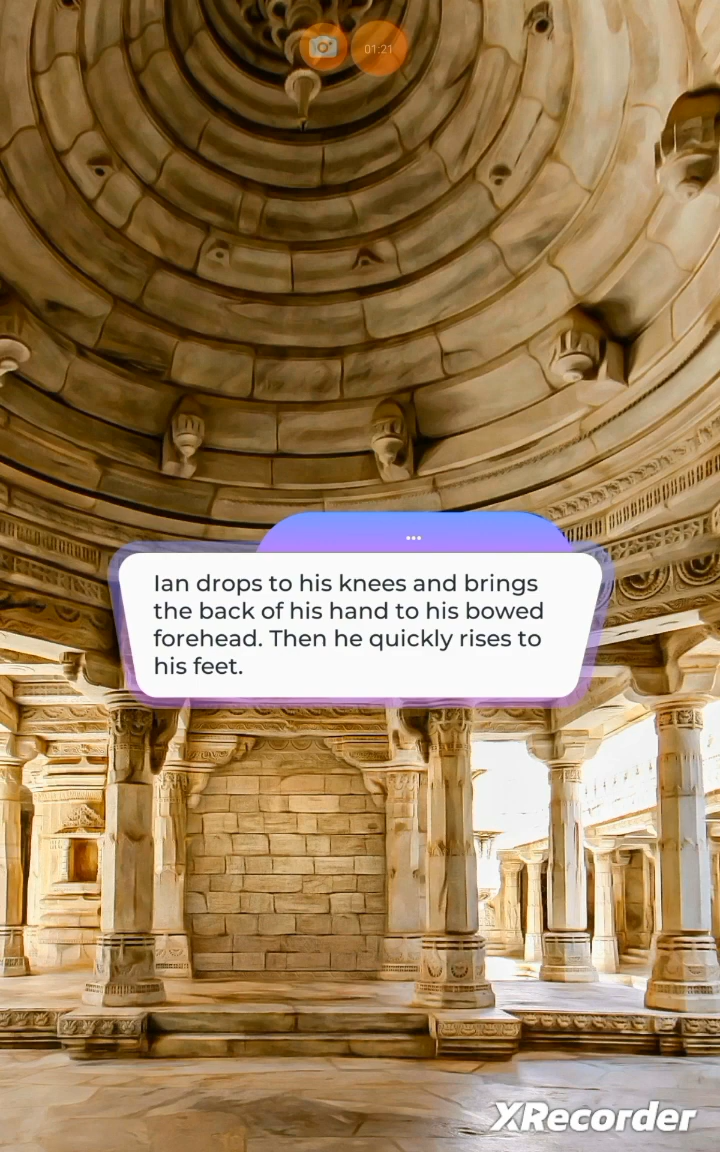 01:21
...
Ian drops to his knees and brings
the back of his hand to his bowed
forehead. Then he quickly rises to
his feet.
XRecorder